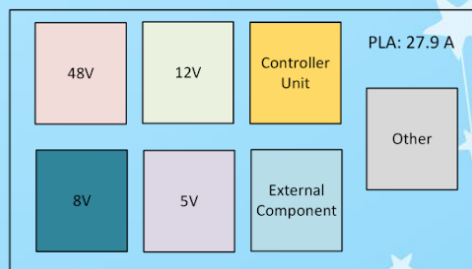 PLA: 27.9 A
48V
12V
Controller
Unit
Other
8V
5V
External
Component